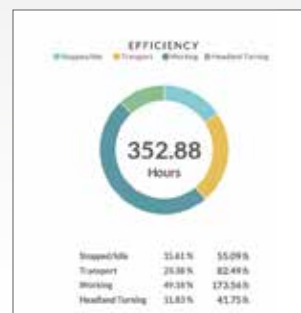 EFFICIENCY
Stopped/Idle Transport Working Headland Turning
352.88
Hours
Stopped/Idle 15.61 % 55.09 h
Transport 23.38 % 82.49 h
Working 49.18 % 173.56 h
Headland Turning 11.83 % 41.75 h